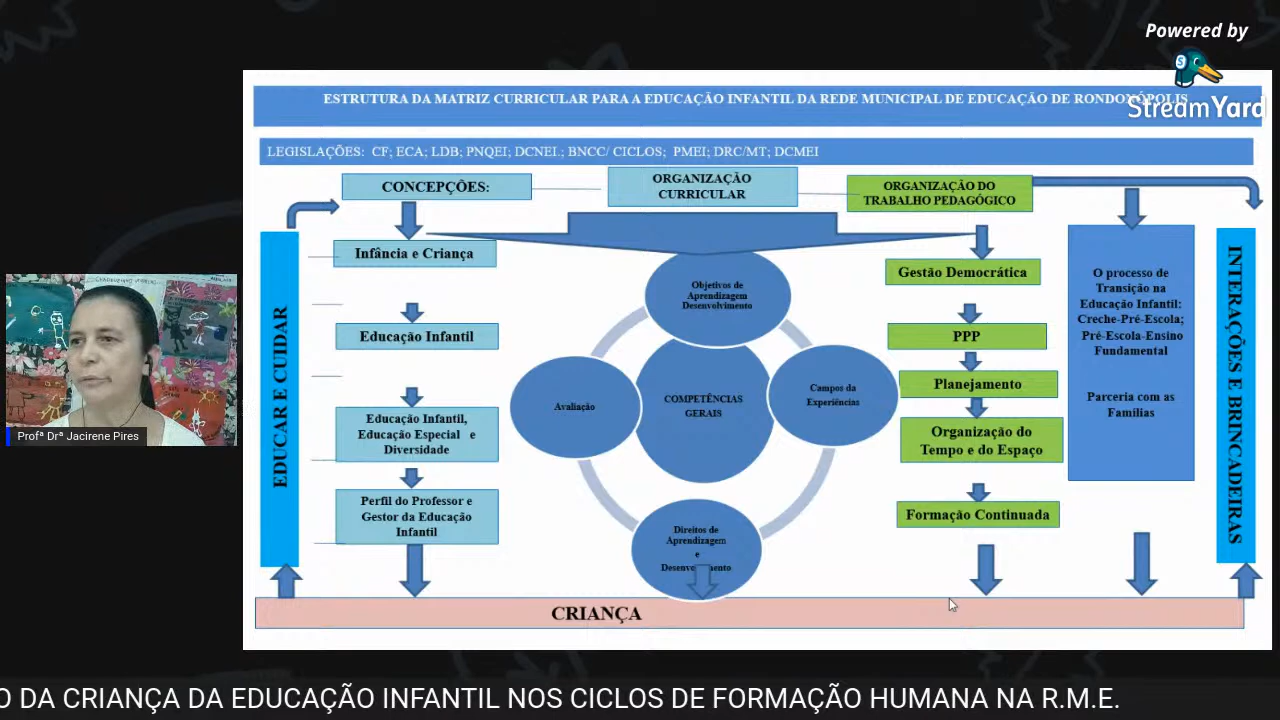 Powered by
StreamYard
ESTRUTURA DA MATRIZ CURRICULAR PARA A EDUCAÇÃO INFANTIL DA REDE MUNICIPAL DE EDUCAÇÃO DE RONDONÓPOLIS
LEGISLAÇÕES: CF; ECA; LDB; PNQEI; DCNEI.; BNCC/ CICLOS; PMEI; DRC/MT; DCMEI
CONCEPÇÕES:
ORGANIZAÇÃO
CURRICULAR
ORGANIZAÇÃO DO
TRABALHO PEDAGÓGICO
EDUCAR E CUIDAR
Infância e Criança
Educação Infantil
Educação Infantil,
Educação Especial e
Diversidade
Perfil do Professor e
Gestor da Educação
Infantil
Objetivos de
Aprendizagem
Desenvolvimento
Avaliação
COMPETÊNCIAS
GERAIS
Campos da
Experiências
Direitos de
Aprendizagem
e
Gestão Democrática
PPP
Planejamento
Organização do
Tempo e do Espaço
Formação Continuada
O processo de
Transição na
Educação Infantil:
Creche-Pré-Escola;
Pré-Escola-Ensino
Fundamental
Parceria com as
Famílias
INTERAÇÕES E BRINCADEIRAS
CRIANÇA
Profª Drª Jacirene Pires
O DA CRIANÇA DA EDUCAÇÃO INFANTIL NOS CICLOS DE FORMAÇÃO HUMANA NA R.M.E.